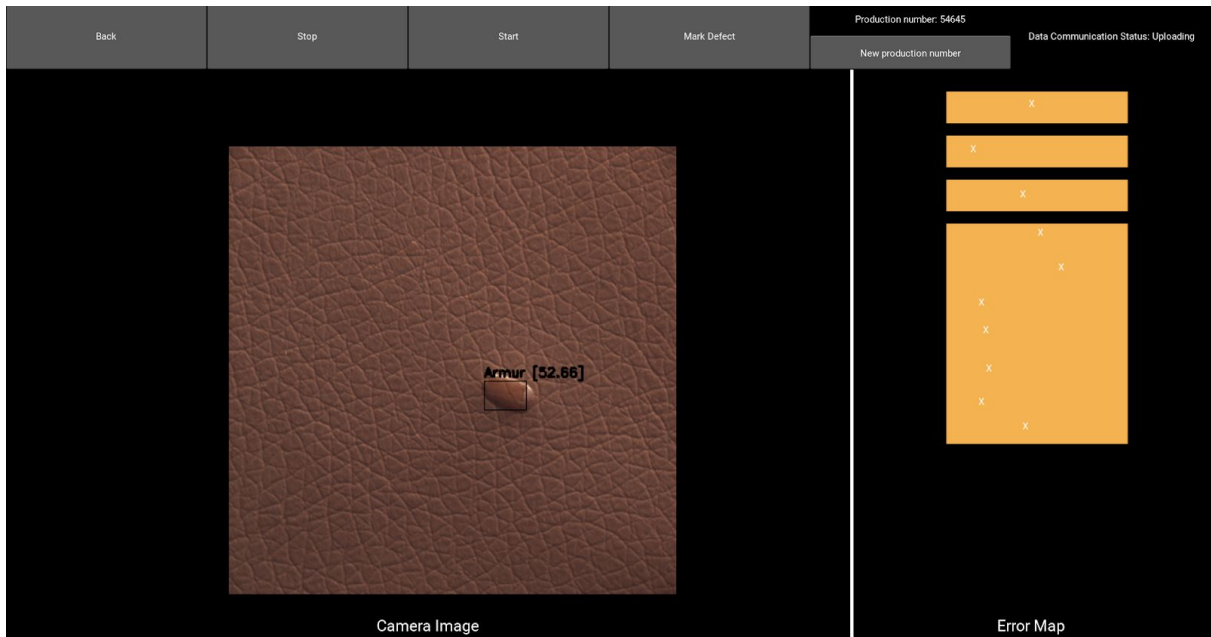 Back
Stop
Start
Mark Defect
Production number: 54645
New production number
Data Communication Status: Uploading
Armur [52.66]
X
X
X
X
X
X
X
X
X
X
Camera Image
Error Map